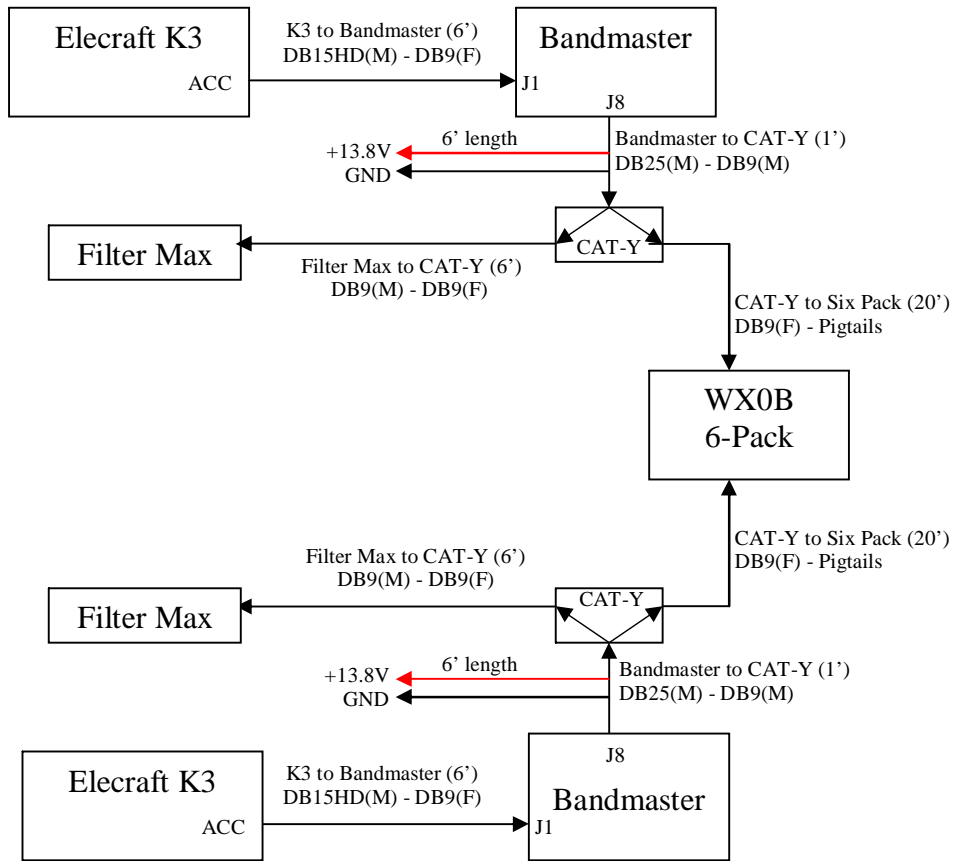 Elecraft K3
ACC
K3 to Bandmaster (6’)
DB15HD(M) - DB9(F)
Bandmaster
J1
J8
6’ length
+13.8V
GND
Bandmaster to CAT-Y (1’)
DB25(M) - DB9(M)
CAT-Y
Filter Max
Filter Max to CAT-Y (6’)
DB9(M) - DB9(F)
CAT-Y to Six Pack (20’)
DB9(F) - Pigtails
WX0B
6-Pack
CAT-Y to Six Pack (20’)
DB9(F) - Pigtails
Filter Max to CAT-Y (6’)
DB9(M) - DB9(F)
CAT-Y
Filter Max
6’ length
+13.8V
GND
Bandmaster to CAT-Y (1’)
DB25(M) - DB9(M)
Elecraft K3
ACC
K3 to Bandmaster (6’)
DB15HD(M) - DB9(F)
J8
Bandmaster
J1